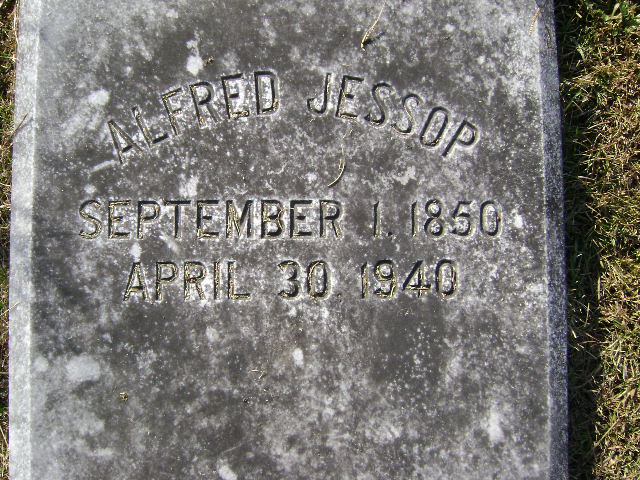 ALFRED JESSOP
SEPTEMBER 1. 1850
APRIL 30. 1940